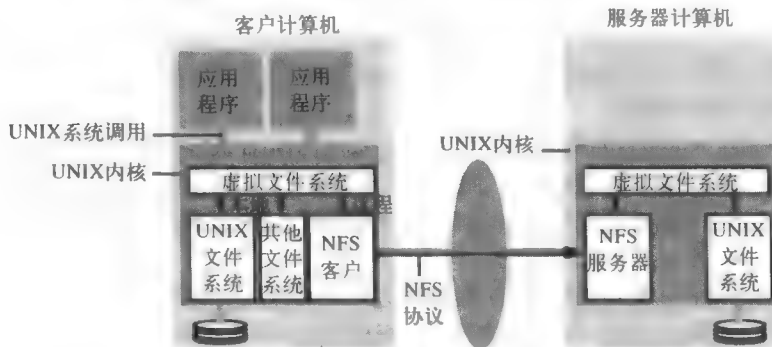 客户计算机
服务器计算机
应用
程序
应用
程序
UNIX系统调用
UNIX内核
UNIX内核
虚拟文件系统
虚拟文件系统
程
UNIX
文件
系统
其他
文件
系统
NFS
客户
NFS
协议
NFS
服务器
UNIX
文件
系统